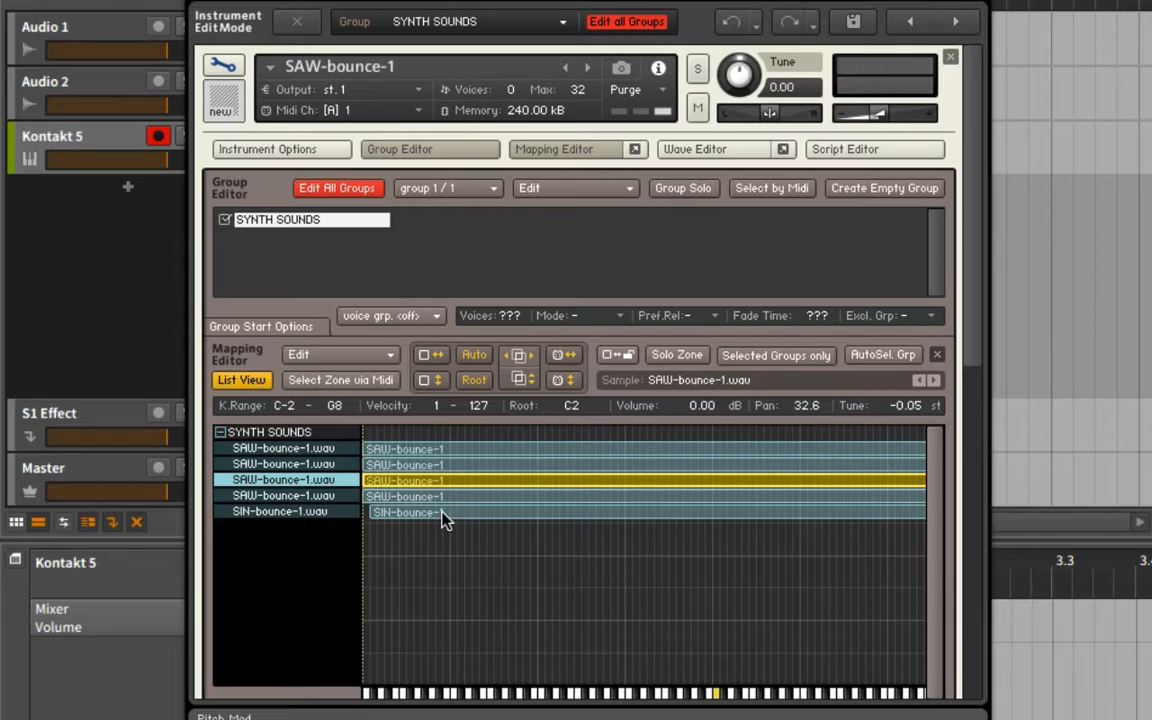 Audio 1
Audio 2
Kontakt 5
S1 Effect
Master
Kontakt 5
Mixer
Volume
Instrument
Edit Mode
Group SYNTH SOUNDS Edit all Groups
SAW-bounce-1
new
Output: st. 1 Voices: 0 Max: 32 Purge
Midi Ch: [A] 1 Memory: 240.00 kB
S
M
Tune
0.00
L R
Instrument Options Group Editor Mapping Editor Wave Editor Script Editor
Group
Editor
Edit All Groups group 1 / 1 Edit Group Solo Select by Midi Create Empty Group
SYNTH SOUNDS
Group Start Options voice grp. <off> Voices: ??? Mode: - Pref.Rel:- Fade Time: ??? Excl. Grp: -
Mapping
Editor
Edit Auto Solo Zone Selected Groups only AutoSel. Grp
List View Select Zone via Midi Root Sample: SAW-bounce-1.wav
K.Range: C-2 - G8 Velocity: 1 - 127 Root: C2 Volume: 0.00 dB Pan: 32.6 Tune: -0.05 st
SYNTH SOUNDS
SAW-bounce-1.wav SAW-bounce-1
SAW-bounce-1.wav SAW-bounce-1
SAW-bounce-1.wav SAW-bounce-1
SAW-bounce-1.wav SAW-bounce-1
SIN-bounce-1.wav SIN-bounce-1
Pitch Mod
3.3